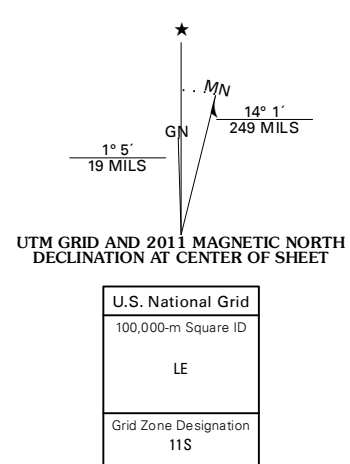 ★
MN
GN
14° 1´
249 MILS
1° 5´
19 MILS
UTM GRID AND 2011 MAGNETIC NORTH
DECLINATION AT CENTER OF SHEET
U.S. National Grid
100,000-m Square ID
LE
Grid Zone Designation
11S